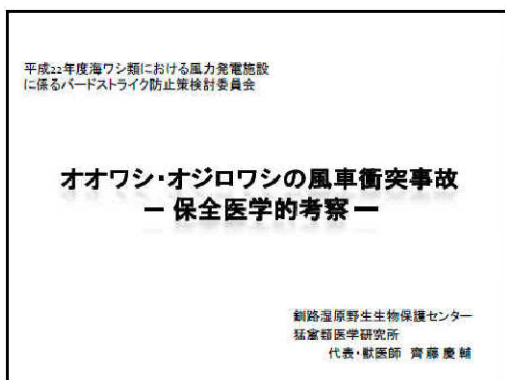 平成22年度海ワシ類における風力発電施設
に係るバードストライク防止策検討委員会
オオワシ・オジロワシの風車衝突事故
－ 保全医学的考察 －
釧路湿原野生生物保護センター
猛禽類医学研究所
代表・獣医師 齊藤慶輔